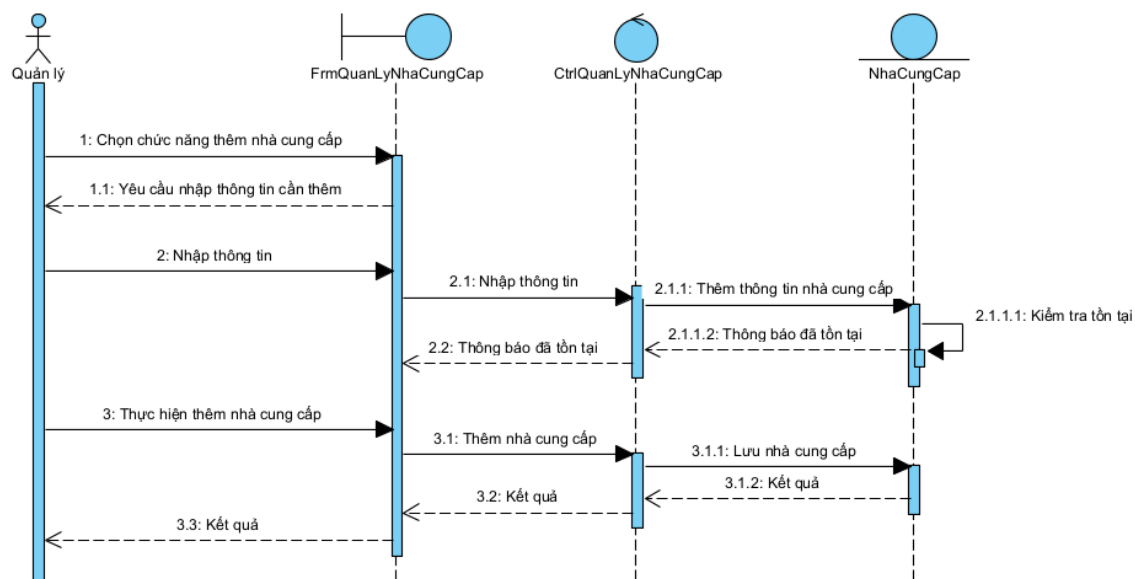 Quản lý
FrmQuanLyNhaCungCap
CtrlQuanLyNhaCungCap
NhaCungCap
1: Chọn chức năng thêm nhà cung cấp
1.1: Yêu cầu nhập thông tin cần thêm
2: Nhập thông tin
2.1: Nhập thông tin
2.1.1: Thêm thông tin nhà cung cấp
2.1.1.1: Kiểm tra tồn tại
2.1.1.2: Thông báo đã tồn tại
2.2: Thông báo đã tồn tại
3: Thực hiện thêm nhà cung cấp
3.1: Thêm nhà cung cấp
3.1.1: Lưu nhà cung cấp
3.1.2: Kết quả
3.2: Kết quả
3.3: Kết quả